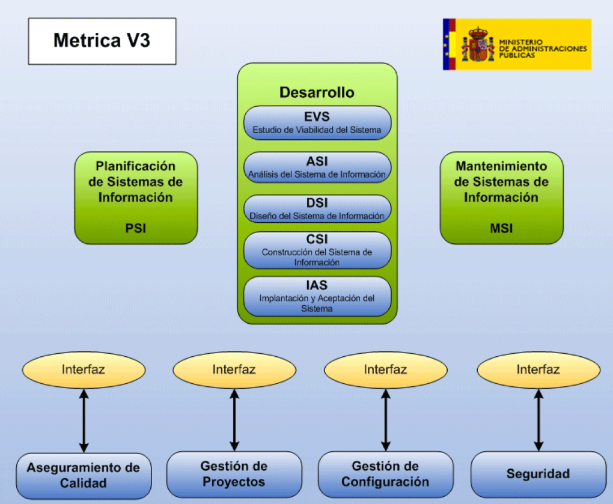 Metrica V3
MINISTERIO
DE ADMINISTRACIONES
PÚBLICAS
Desarrollo
EVS
Estudio de Viabilidad del Sistema
ASI
Análisis del Sistema de Información
DSI
Diseño del Sistema de Información
CSI
Construcción del Sistema de
Información
IAS
Implantación y Aceptación del
Sistema
Planificación
de Sistemas de
Información
PSI
Mantenimiento
de Sistemas de
Información
MSI
Interfaz
Interfaz
Interfaz
Interfaz
Aseguramiento de
Calidad
Gestión de
Proyectos
Gestión de
Configuración
Seguridad